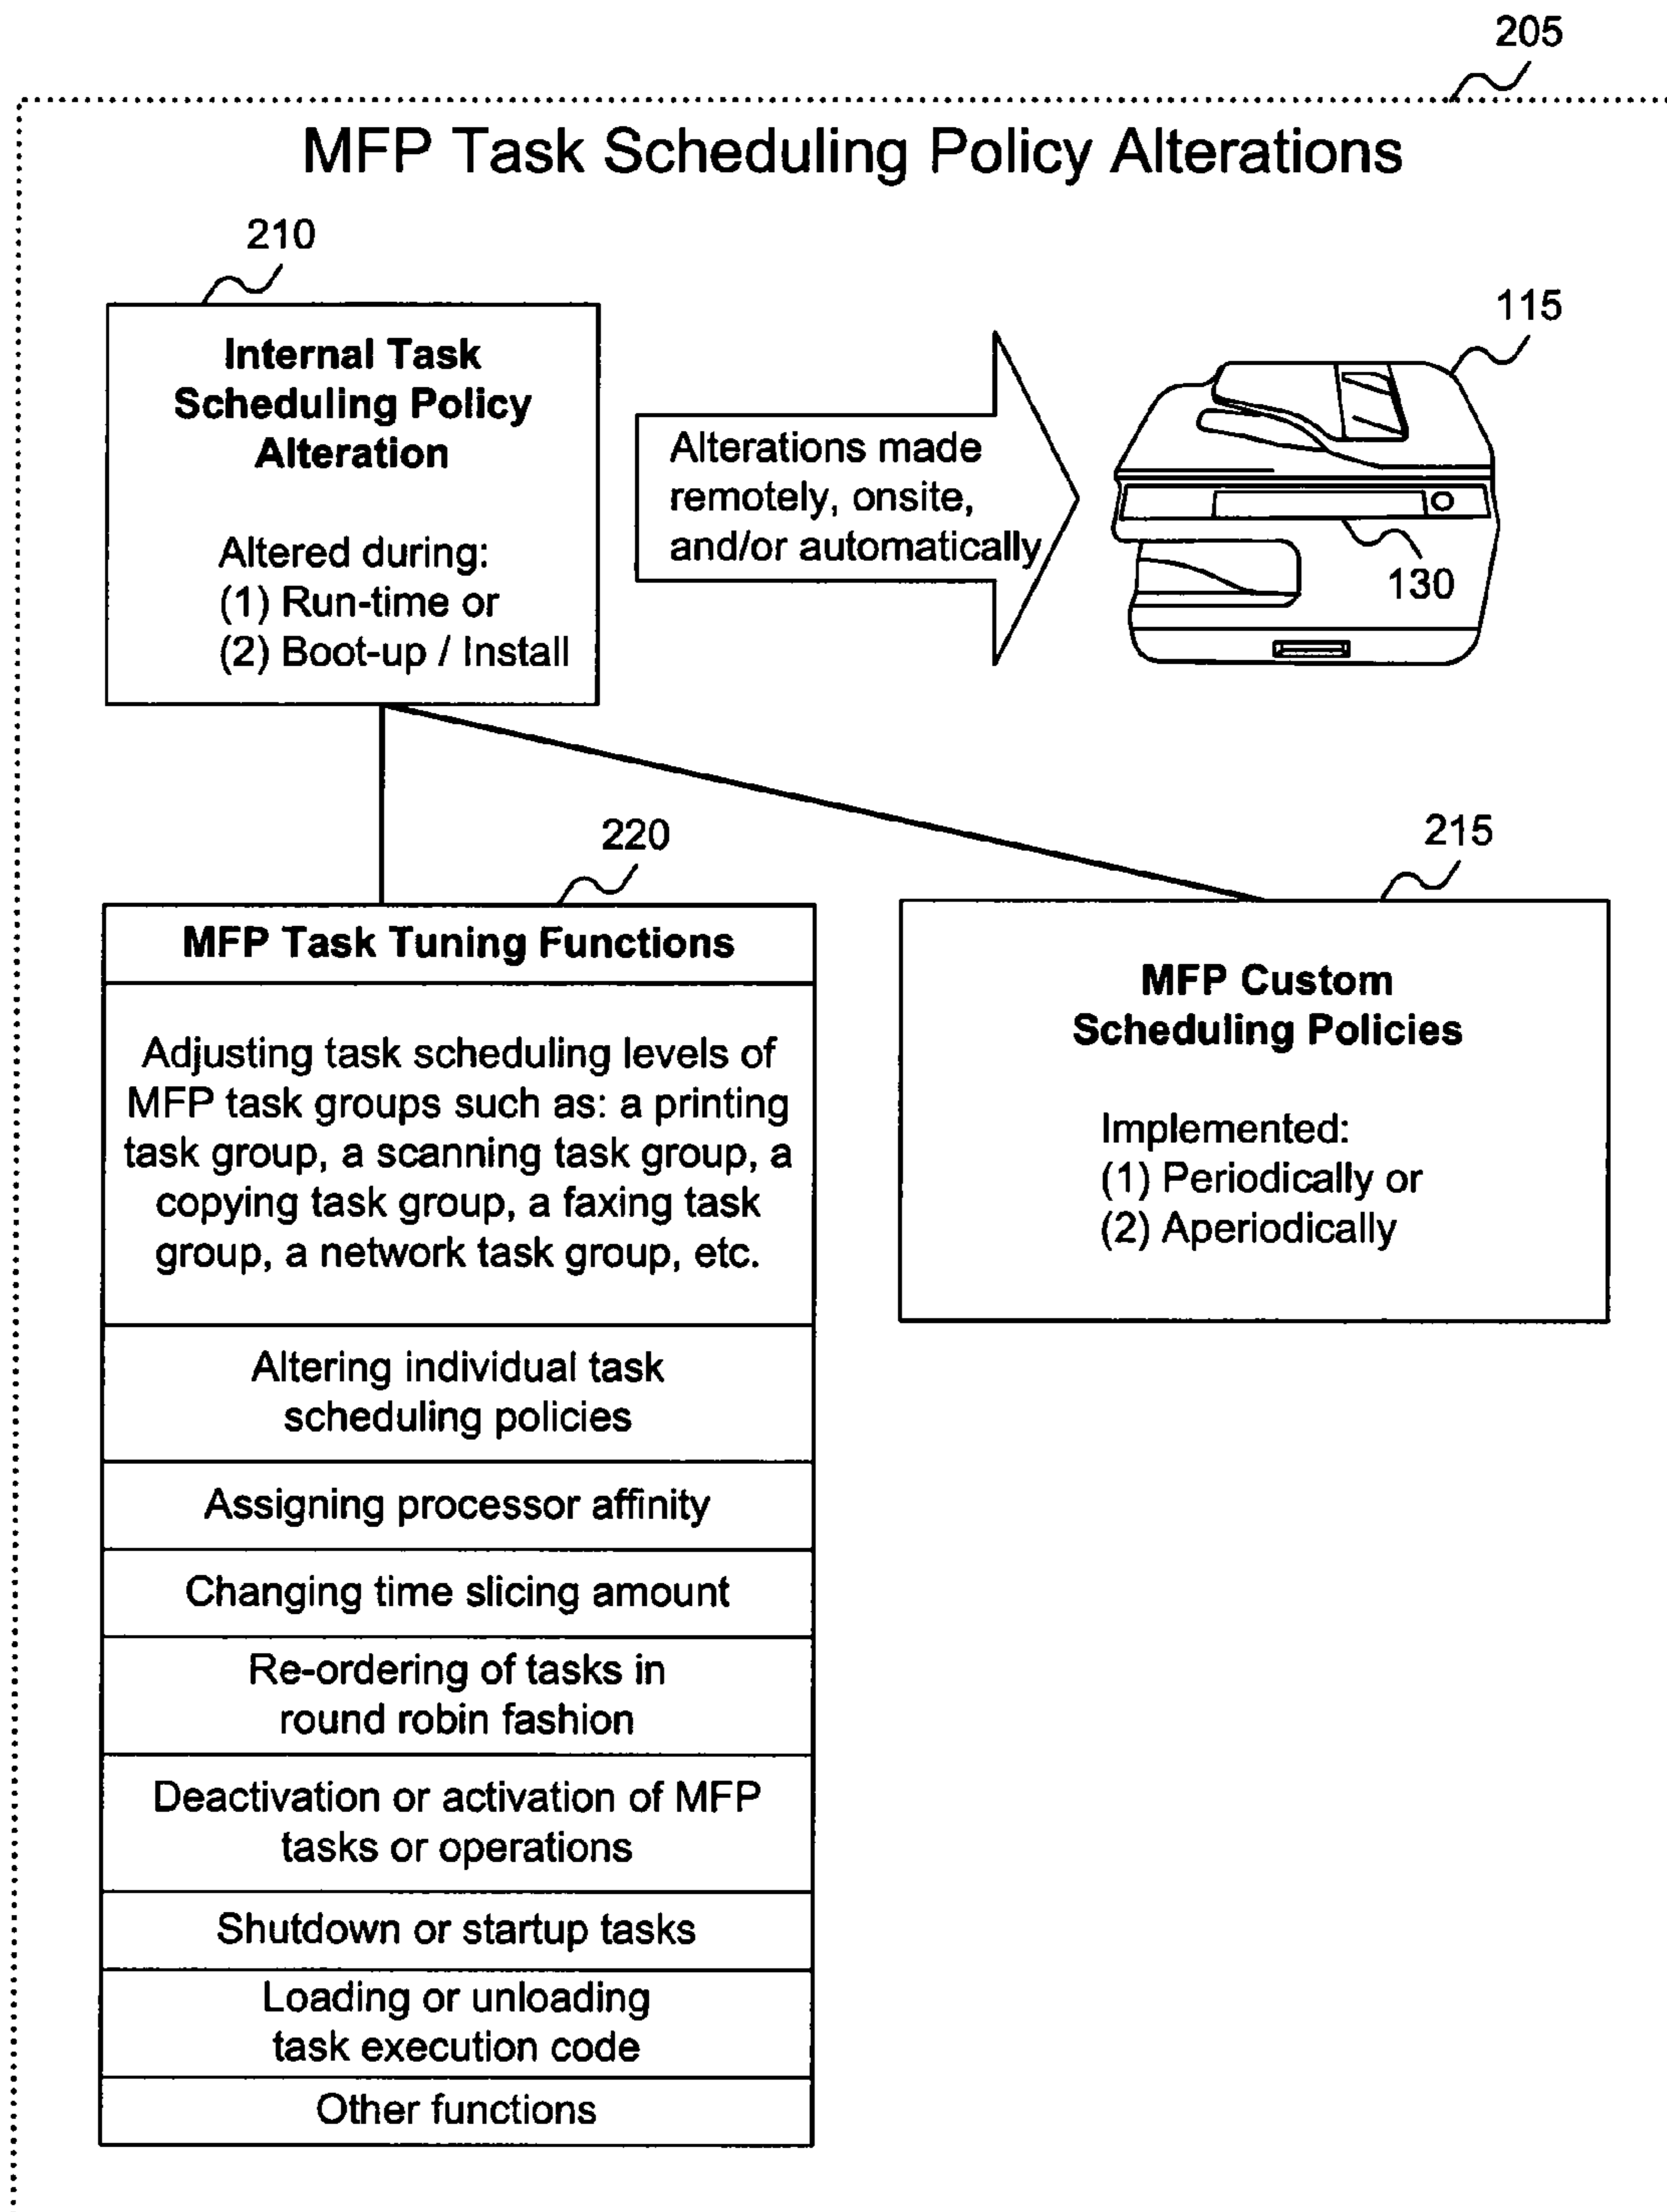 205
MFP Task Scheduling Policy Alterations
210
Internal Task
Scheduling Policy
Alteration
Altered during:
(1) Run-time or
(2) Boot-up / Install
Alterations made
remotely, onsite,
and/or automatically
115
130
220
MFP Task Tuning Functions
Adjusting task scheduling levels of
MFP task groups such as: a printing
task group, a scanning task group, a
copying task group, a faxing task
group, a network task group, etc.
Altering individual task
scheduling policies
Assigning processor affinity
Changing time slicing amount
Re-ordering of tasks in
round robin fashion
Deactivation or activation of MFP
tasks or operations
Shutdown or startup tasks
Loading or unloading
task execution code
Other functions
215
MFP Custom
Scheduling Policies
Implemented:
(1) Periodically or
(2) Aperiodically